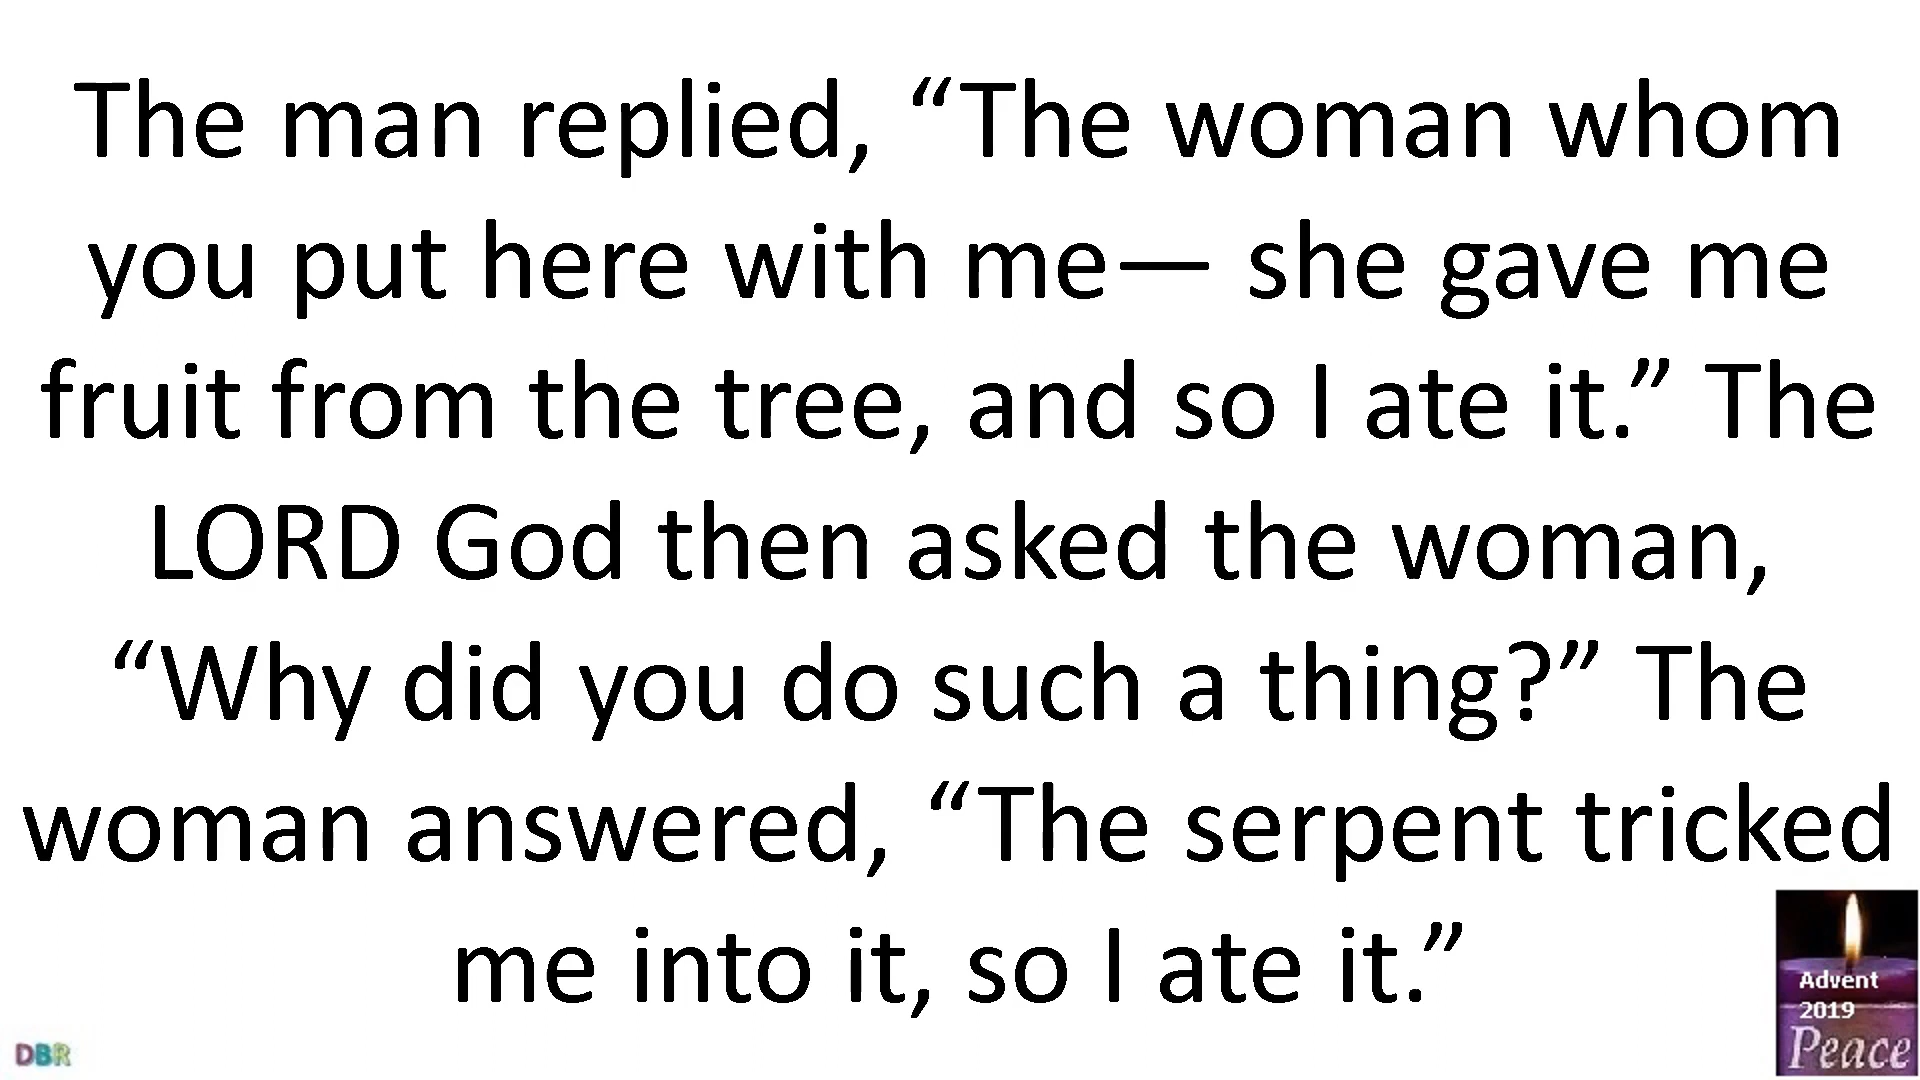 The man replied, “The woman whom
you put here with me— she gave me
fruit from the tree, and so I ate it.” The
LORD God then asked the woman,
“Why did you do such a thing?” The
woman answered, “The serpent tricked
me into it, so I ate it.”
Advent
2019
Peace
DBR